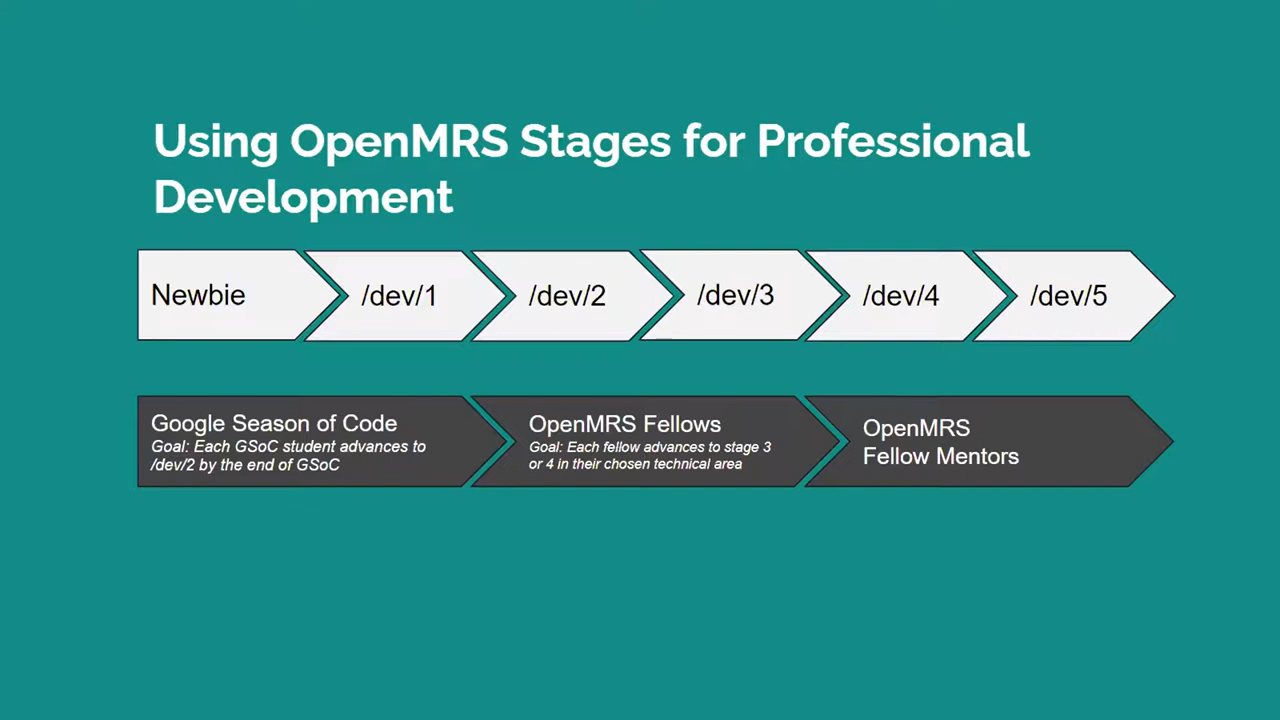 Using OpenMRS Stages for Professional
Development
Newbie
/dev/1
/dev/2
/dev/3
/dev/4
/dev/5
Google Season of Code
Goal: Each GSoC student advances to
/dev/2 by the end of GSoC
OpenMRS Fellows
Goal: Each fellow advances to stage 3
or 4 in their chosen technical area
OpenMRS
Fellow Mentors